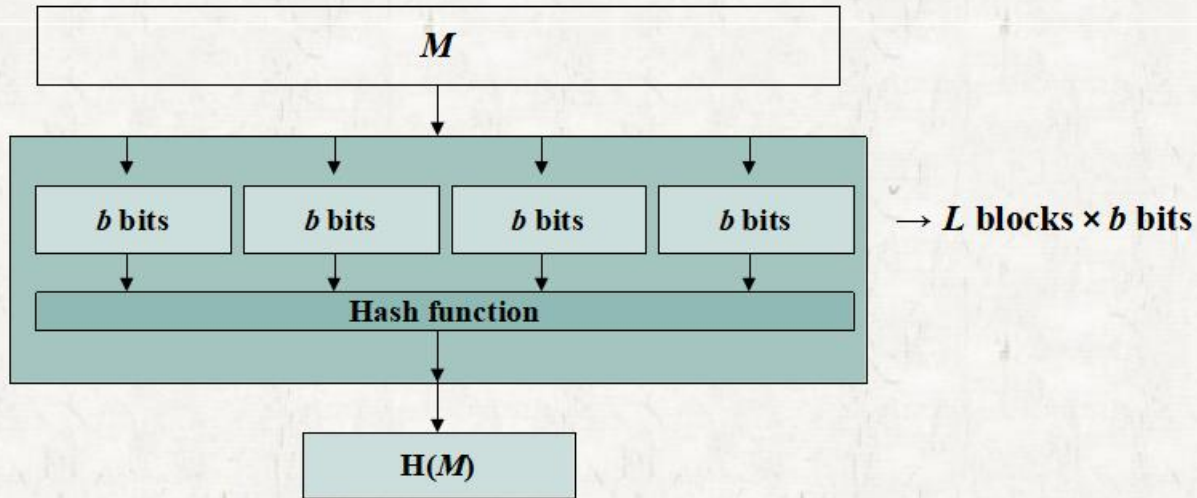 M
b bits b bits b bits b bits
→ L blocks × b bits
Hash function
H(M)